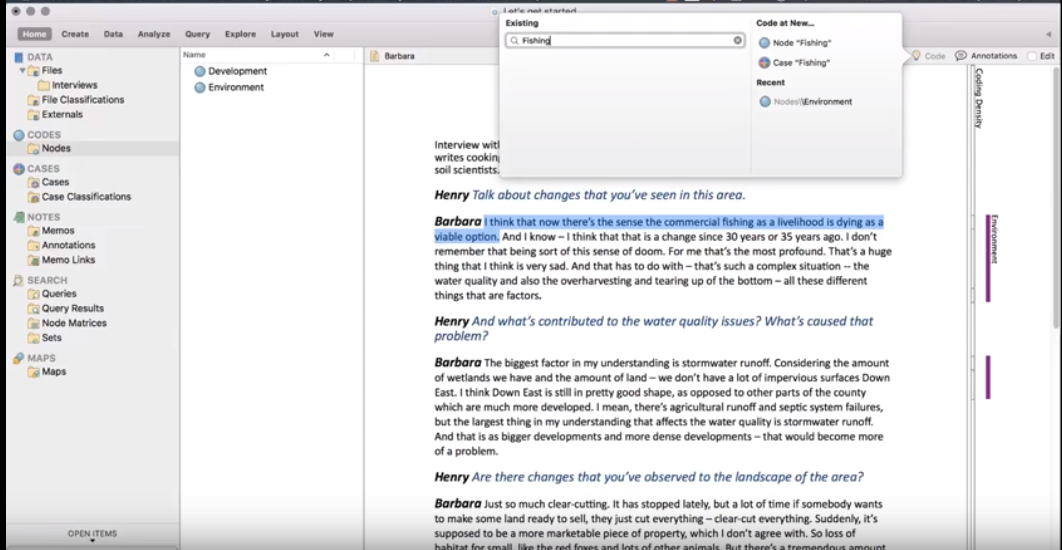 Let's get started
Home Create Data Analyze Query Explore Layout View
DATA
Files
Interviews
File Classifications
Externals
CODES
Nodes
CASES
Cases
Case Classifications
NOTES
Memos
Annotations
Memo Links
SEARCH
Queries
Query Results
Node Matrices
Sets
MAPS
Maps
OPEN ITEMS
Name
Development
Environment
Barbara
Existing
Fishing
Code at New...
Node "Fishing"
Case "Fishing"
Recent
Nodes\\Environment
Code Annotations Edit
Coding Density
Environment
Interview with
writes cooking
soil scientists.
Henry Talk about changes that you've seen in this area.
Barbara I think that now there's the sense the commercial fishing as a livelihood is dying as a
viable option. And I know – I think that that is a change since 30 years or 35 years ago. I don't
remember that being sort of this sense of doom. For me that's the most profound. That's a huge
thing that I think is very sad. And that has to do with – that's such a complex situation -- the
water quality and also the overharvesting and tearing up of the bottom – all these different
things that are factors.
Henry And what's contributed to the water quality issues? What's caused that
problem?
Barbara The biggest factor in my understanding is stormwater runoff. Considering the amount
of wetlands we have and the amount of land – we don't have a lot of impervious surfaces Down
East. I think Down East is still in pretty good shape, as opposed to other parts of the county
which are much more developed. I mean, there's agricultural runoff and septic system failures,
but the largest thing in my understanding that affects the water quality is stormwater runoff.
And that is as bigger developments and more dense developments – that would become more
of a problem.
Henry Are there changes that you've observed to the landscape of the area?
Barbara Just so much clear-cutting. It has stopped lately, but a lot of time if somebody wants
to make some land ready to sell, they just cut everything – clear-cut everything. Suddenly, it's
supposed to be a more marketable piece of property, which I don't agree with. So loss of
habitat for small, like the red foxes and lots of other animals. But there's a tremendous amount